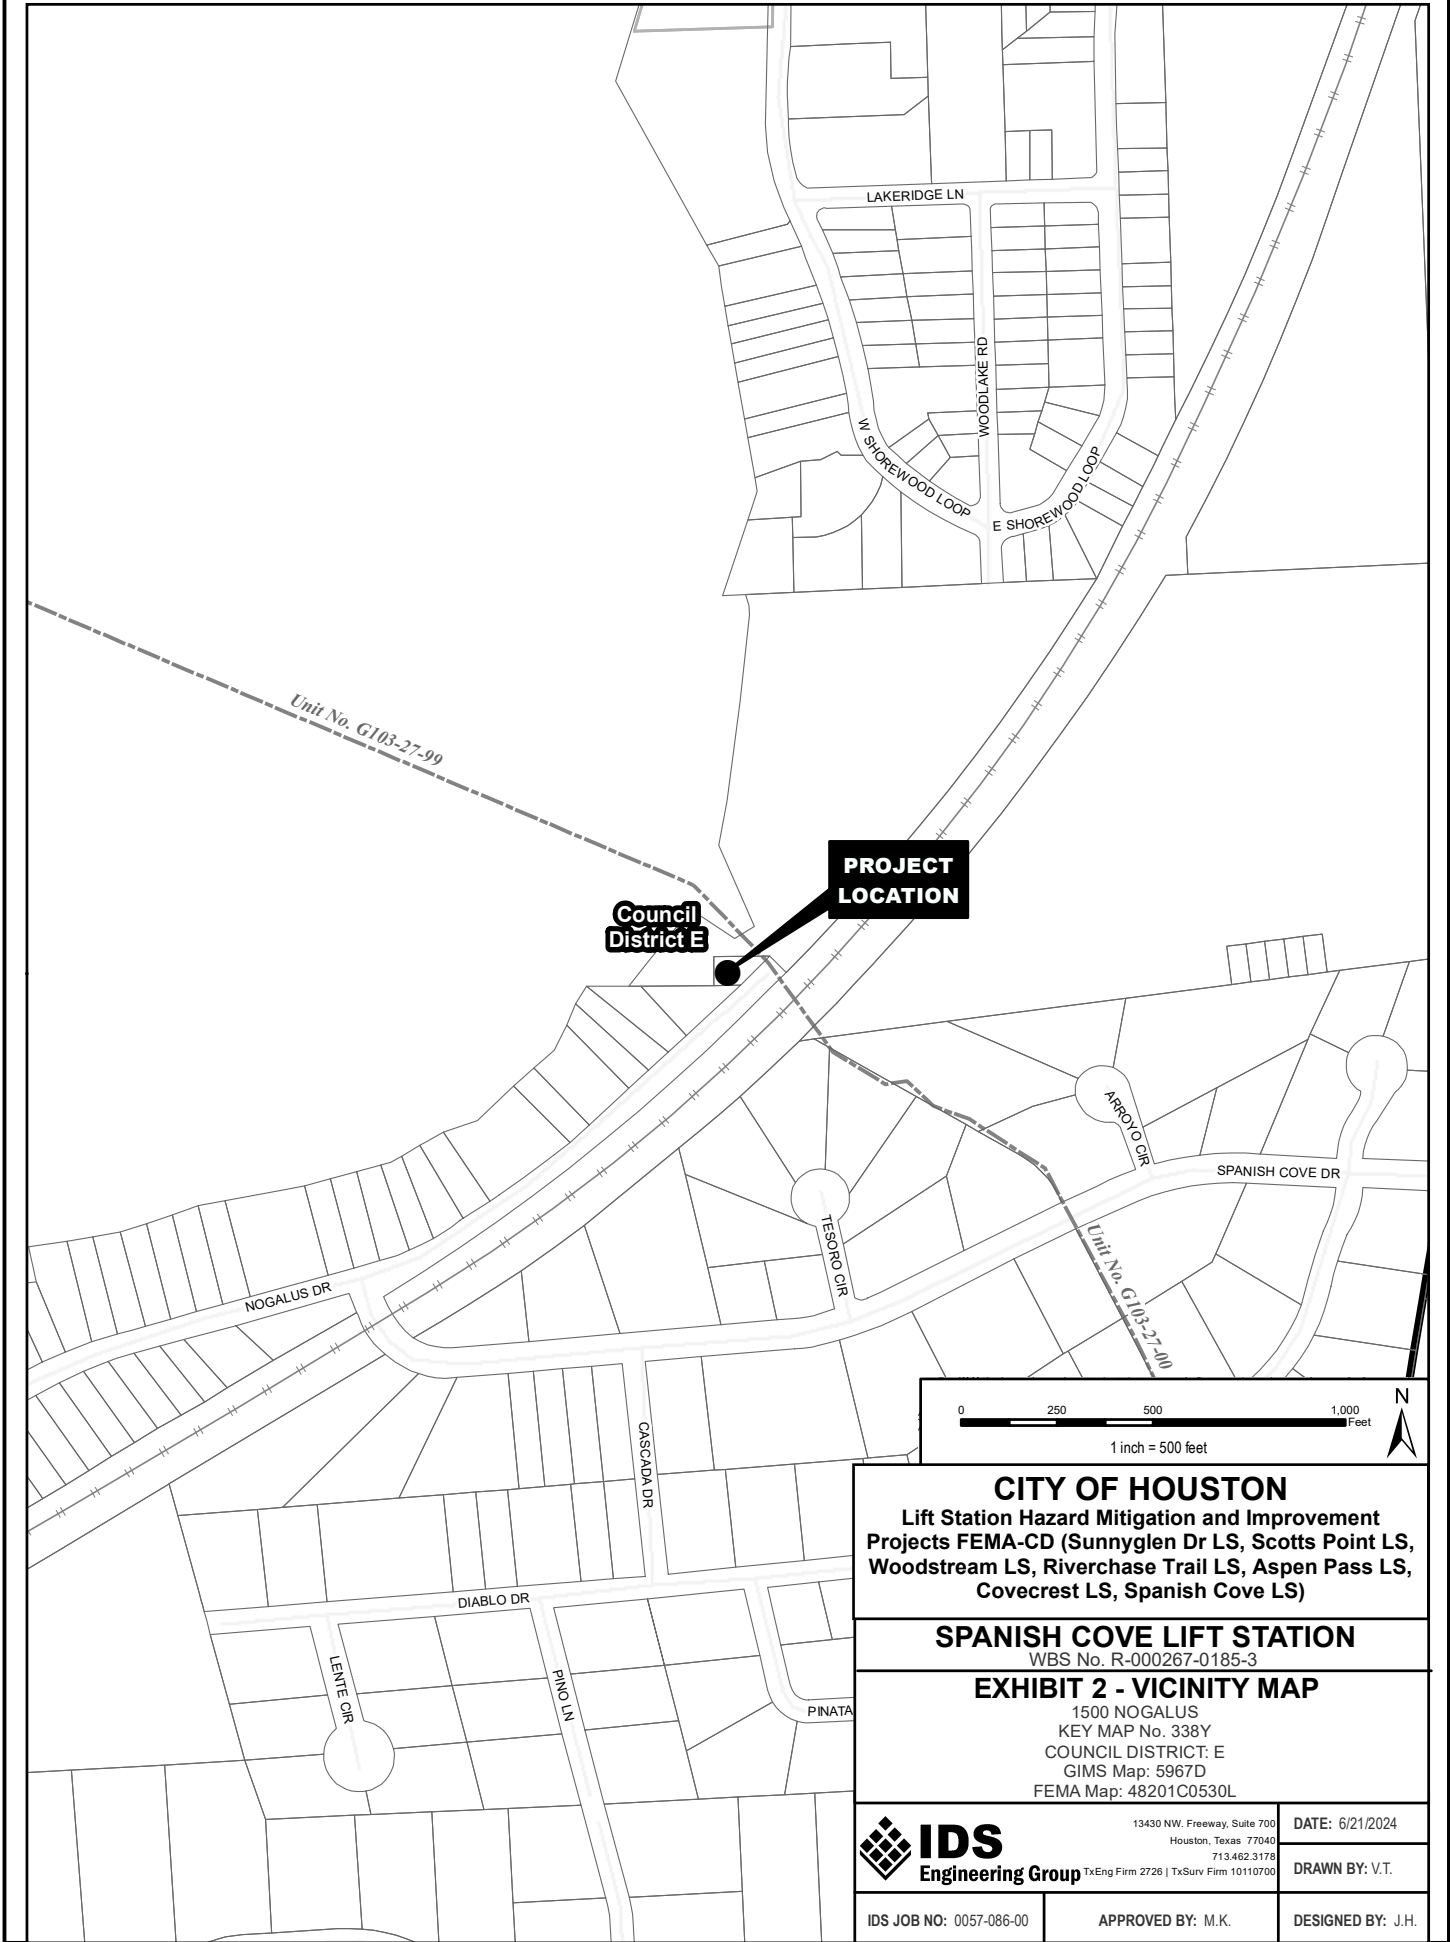 LAKERIDGE LN
WOODLAKE RD
W SHOREWOOD LOOP
E SHOREWOOD LOOP
Unit No. G103-27-99
PROJECT
LOCATION
Council
District E
ARROYO CIR
SPANISH COVE DR
TESORO CIR
Unit No. G103-27-00
NOGALUS DR
CASCADA DR
DIABLO DR
LENTE CIR
PINO LN
PINATA
0 250 500 1,000
Feet
N
1 inch = 500 feet
CITY OF HOUSTON
Lift Station Hazard Mitigation and Improvement
Projects FEMA-CD (Sunnyglen Dr LS, Scotts Point LS,
Woodstream LS, Riverchase Trail LS, Aspen Pass LS,
Covecrest LS, Spanish Cove LS)
SPANISH COVE LIFT STATION
WBS No. R-000267-0185-3
EXHIBIT 2 - VICINITY MAP
1500 NOGALUS
KEY MAP No. 338Y
COUNCIL DISTRICT: E
GIMS Map: 5967D
FEMA Map: 48201C0530L
IDS
Engineering Group
13430 NW. Freeway, Suite 700
Houston, Texas 77040
713.462.3178
TxEng Firm 2726 | TxSurv Firm 10110700
DATE: 6/21/2024
DRAWN BY: V.T.
IDS JOB NO: 0057-086-00
APPROVED BY: M.K.
DESIGNED BY: J.H.